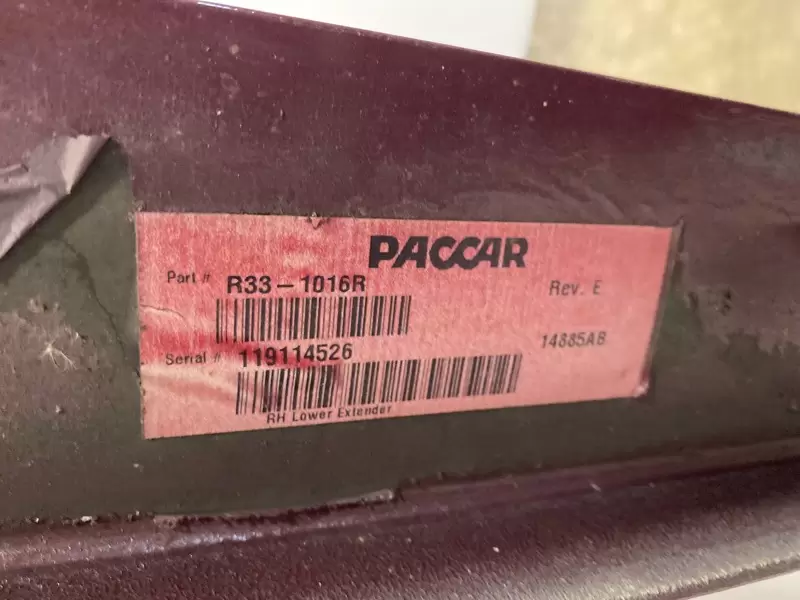 PACCAR
Part # R33-1016R
Rev. E
14885AB
Serial # 119114526
RH Lower Extender